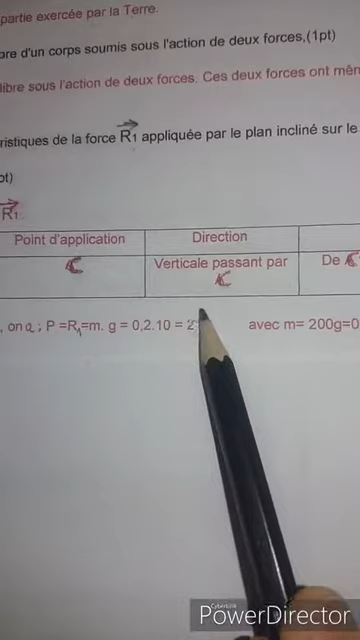 partie exercée par la Terre.
are d'un corps soumis sous l'action de deux forces,(1pt)
libre sous l'action de deux forces. Ces deux forces ont mêm
ristiques de la force R1 appliquée par le plan incliné sur le
pt)
R1:
Point d'application Direction
C Verticale passant par De C
C
, on a ; P =R1=m. g = 0,2.10 = 2 avec m= 200g=0
CyberLink
PowerDirector